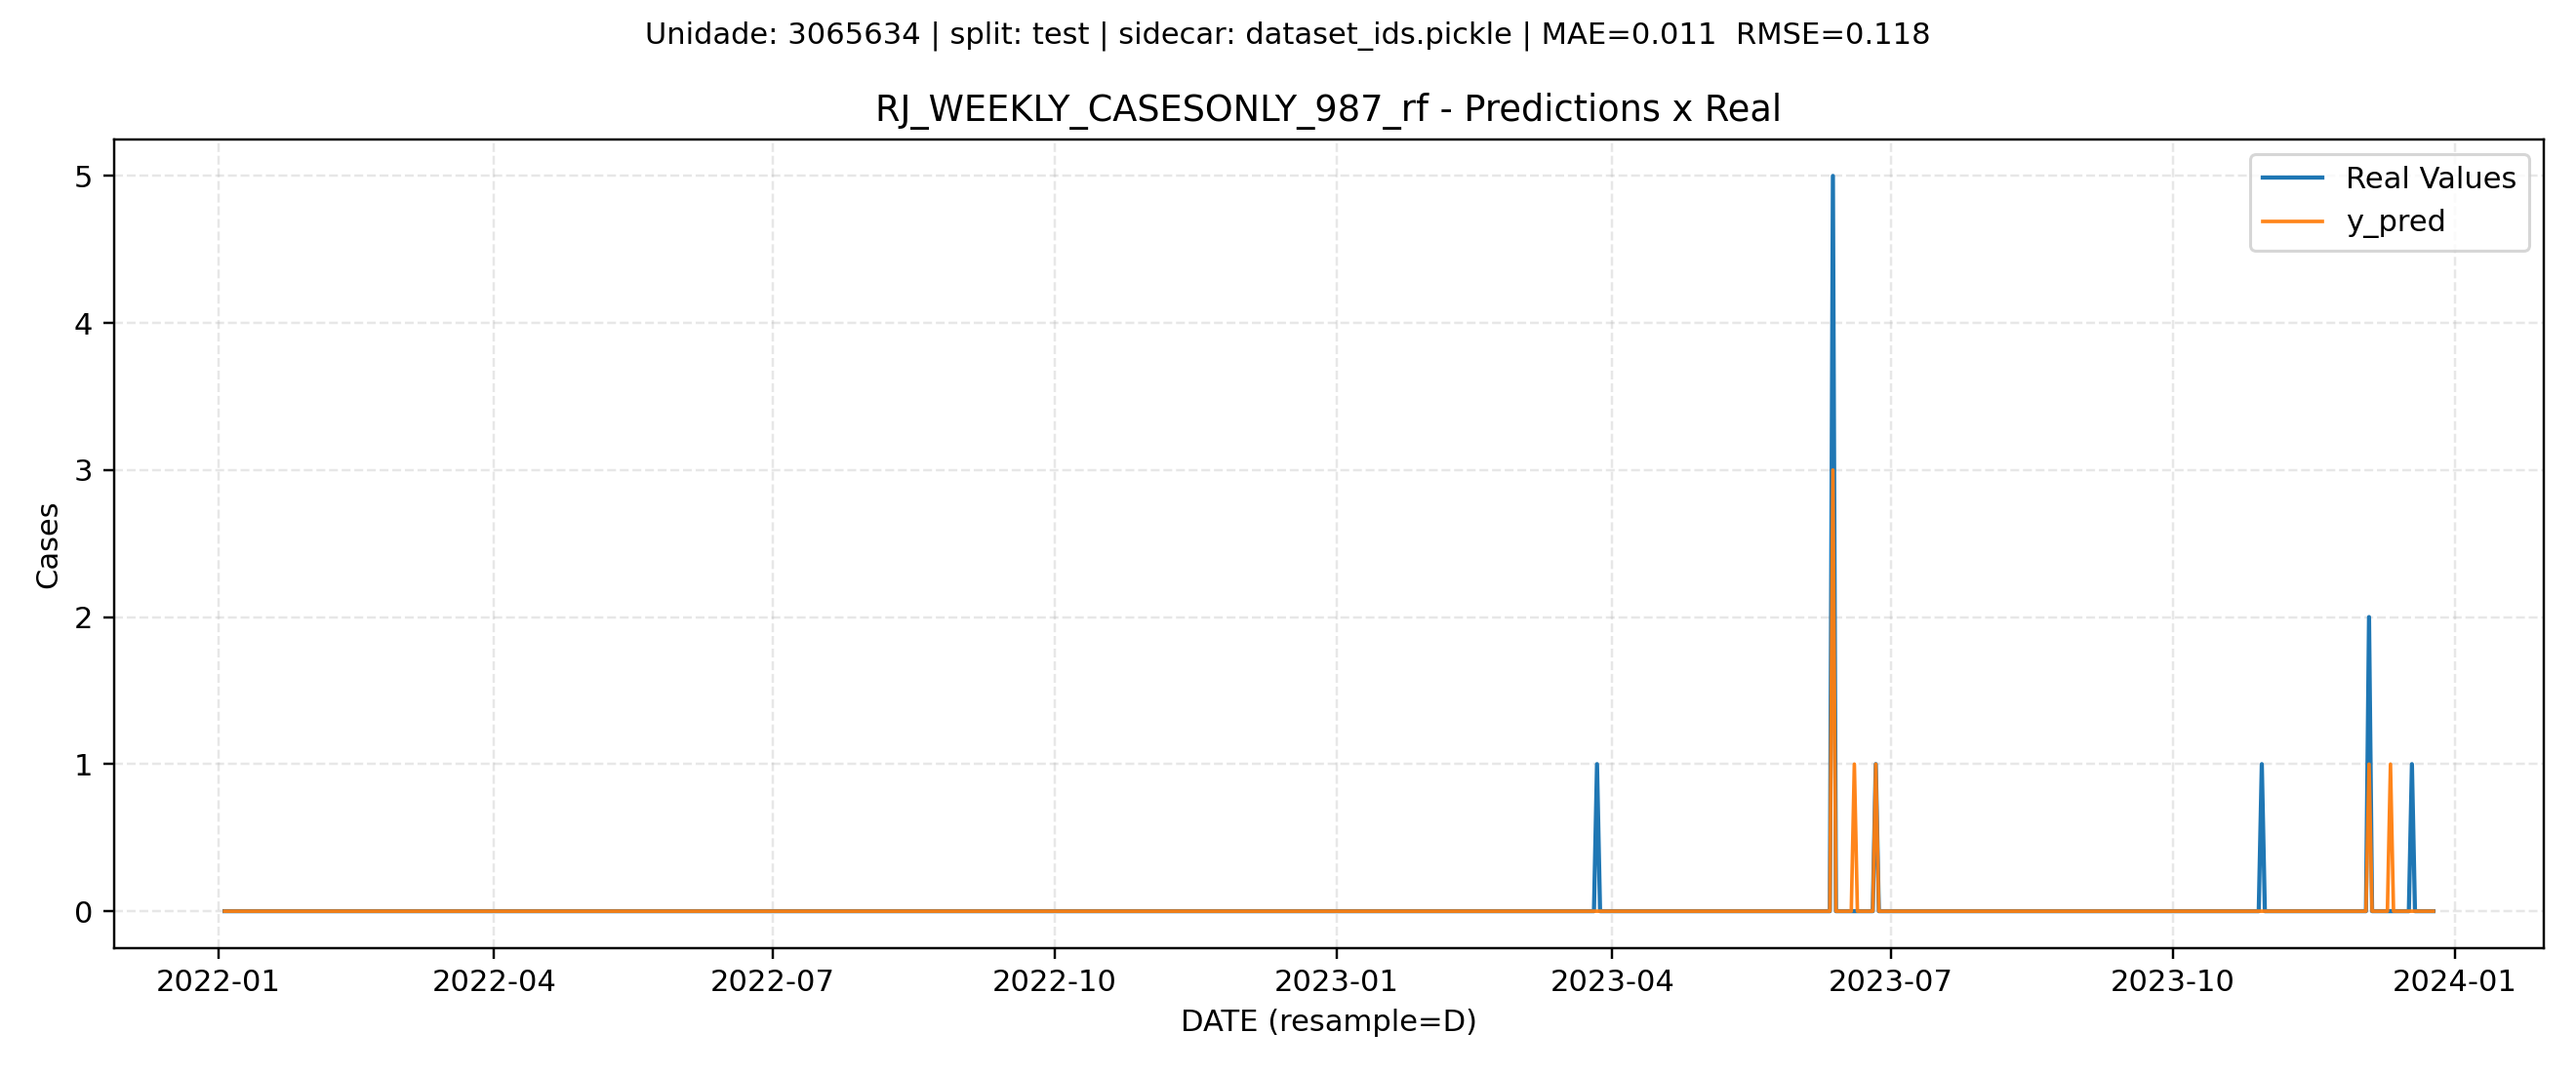 Unidade: 3065634 | split: test | sidecar: dataset_ids.pickle | MAE=0.011  RMSE=0.118
RJ_WEEKLY_CASESONLY_987_rf - Predictions x Real
Real Values
y_pred
5
4
3
2
1
0
Cases
2022-01
2022-04
2022-07
2022-10
2023-01
2023-04
2023-07
2023-10
2024-01
DATE (resample=D)